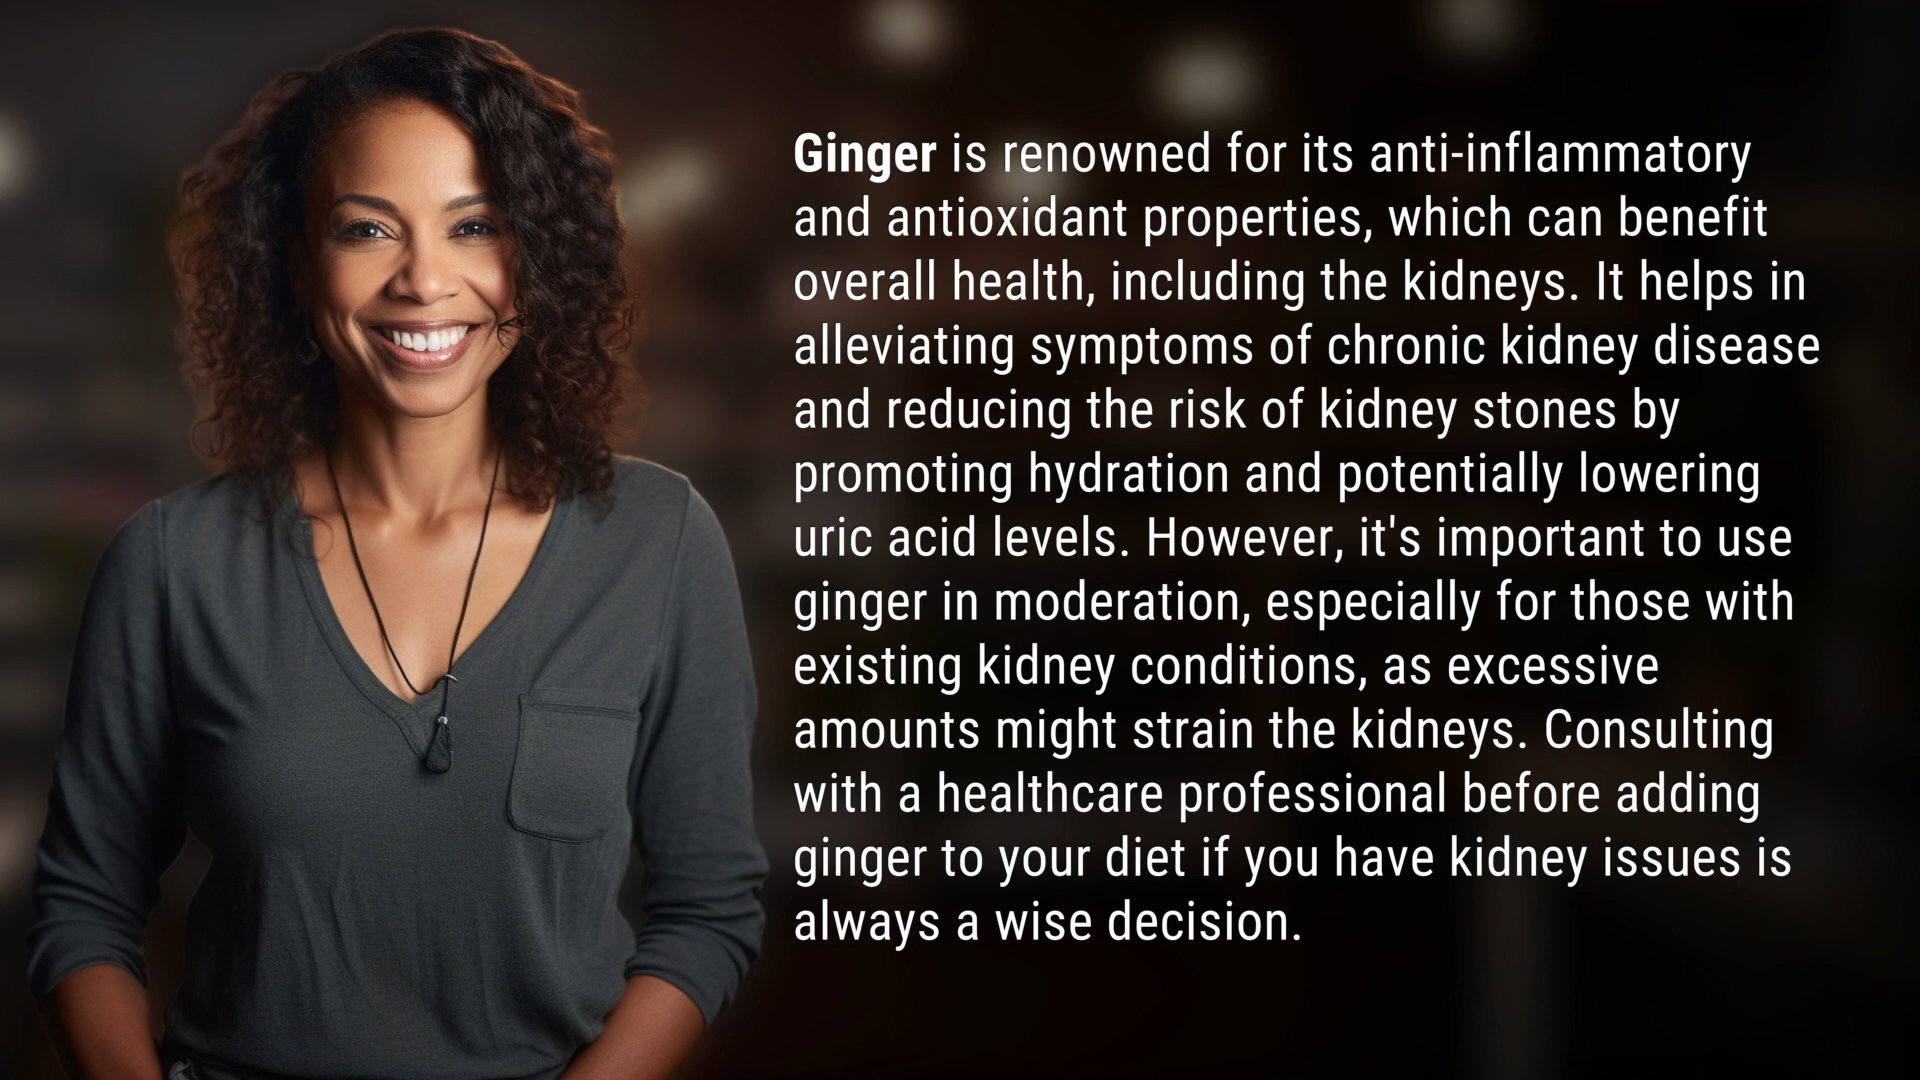 Ginger is renowned for its anti-inflammatory
and antioxidant properties, which can benefit
overall health, including the kidneys. It helps in
alleviating symptoms of chronic kidney disease
and reducing the risk of kidney stones by
promoting hydration and potentially lowering
uric acid levels. However, it's important to use
ginger in moderation, especially for those with
existing kidney conditions, as excessive
amounts might strain the kidneys. Consulting
with a healthcare professional before adding
ginger to your diet if you have kidney issues is
always a wise decision.